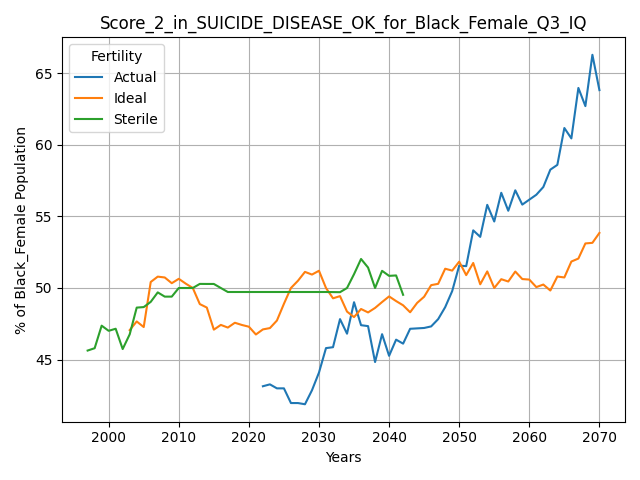 Score_2_in_SUICIDE_DISEASE_OK_for_Black_Female_Q3_IQ
Fertility
Actual
Ideal
Sterile
% of Black_Female Population
65
60
55
50
45
2000 2010 2020 2030 2040 2050 2060 2070
Years